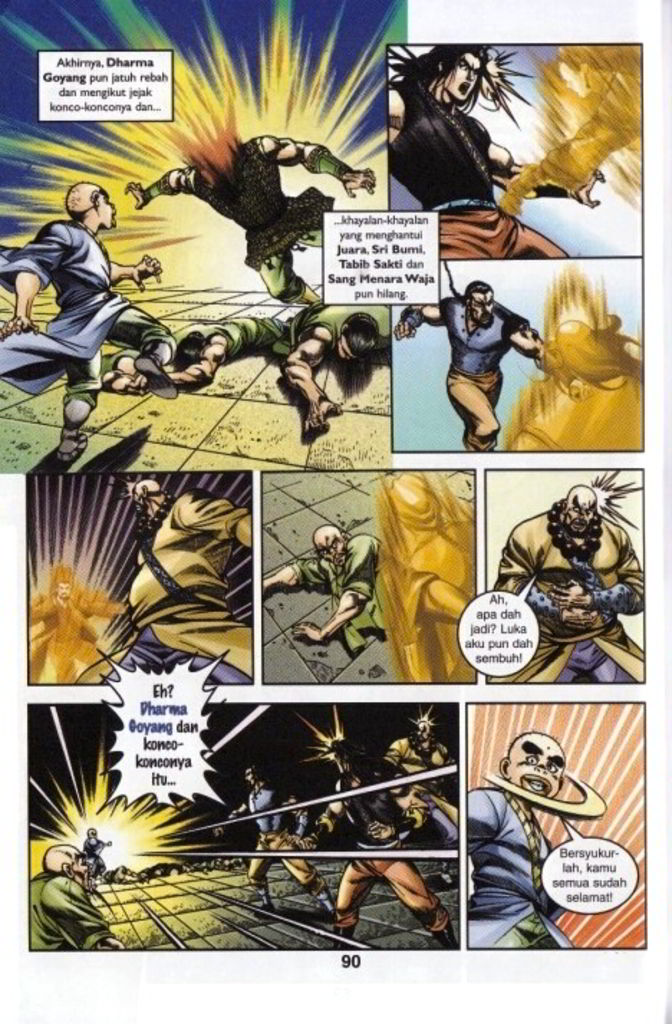 Akhirnya, Dharma
Goyang pun jatuh rebah
dan mengikut jejak
konco-konconya dan...
...khayalan-khayalan
yang menghantui
Juara, Sri Bumi,
Tabib Sakti dan
Sang Menara Waja
pun hilang.
Ah,
apa dah
jadi? Luka
aku pun dah
sembuh!
Eh?
Dharma
Goyang dan
konco-
konconya
itu...
Bersyukur-
lah, kamu
semua sudah
selamat!
90